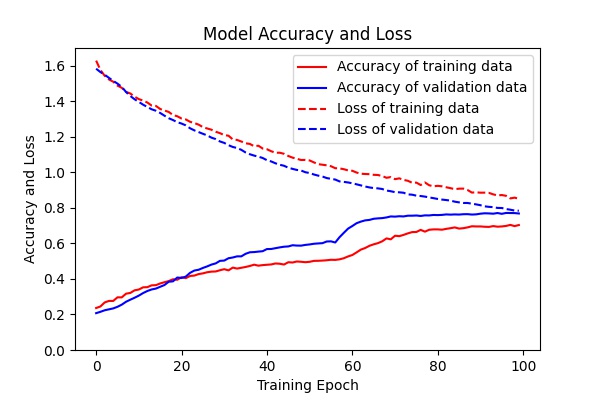 Model Accuracy and Loss
Accuracy of training data
Accuracy of validation data
Loss of training data
Loss of validation data
Accuracy and Loss
1.6
1.4
1.2
1.0
0.8
0.6
0.4
0.2
0.0
0 20 40 60 80 100
Training Epoch